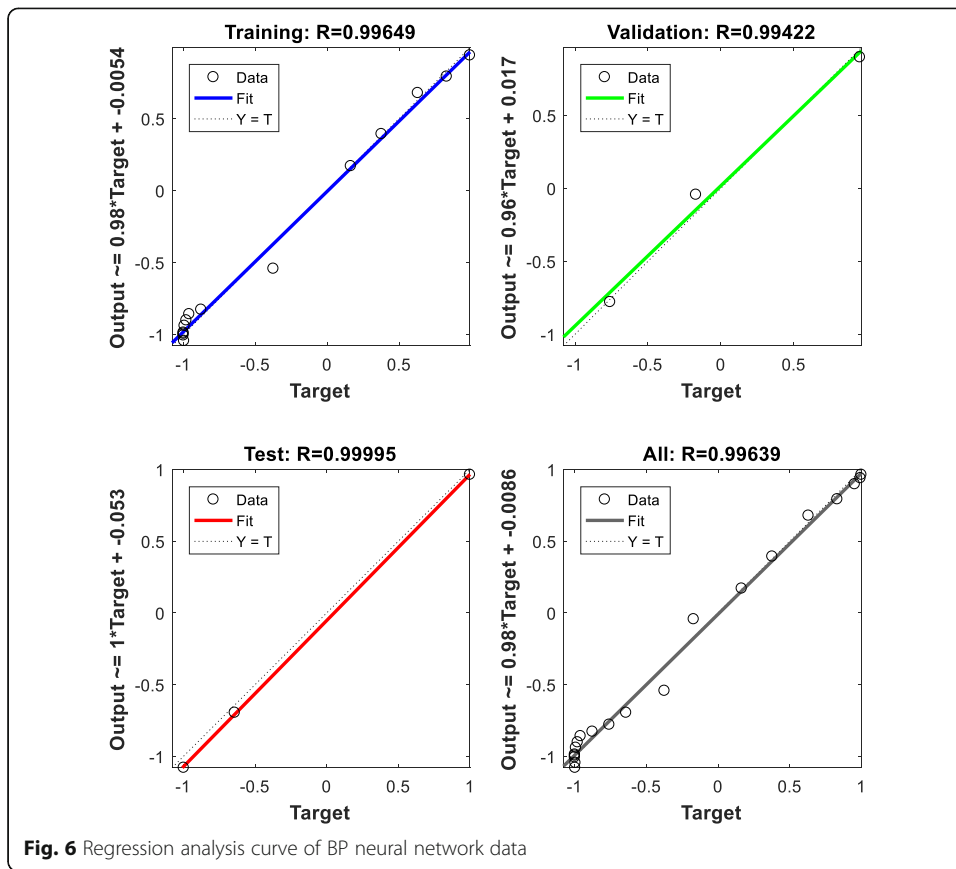 Training: R=0.99649
Output ~= 0.98*Target + -0.0054
Data
Fit
Y = T
0.5
0
-0.5
-1
-1 -0.5 0 0.5 1
Target
Validation: R=0.99422
Output ~= 0.96*Target + 0.017
Data
Fit
Y = T
0.5
0
-0.5
-1
-1 -0.5 0 0.5
Target
Test: R=0.99995
Output ~= 1*Target + -0.053
Data
Fit
Y = T
1
0.5
0
-0.5
-1
-1 -0.5 0 0.5 1
Target
All: R=0.99639
Output ~= 0.98*Target + -0.0086
Data
Fit
Y = T
1
0.5
0
-0.5
-1
-1 -0.5 0 0.5 1
Target
Fig. 6 Regression analysis curve of BP neural network data